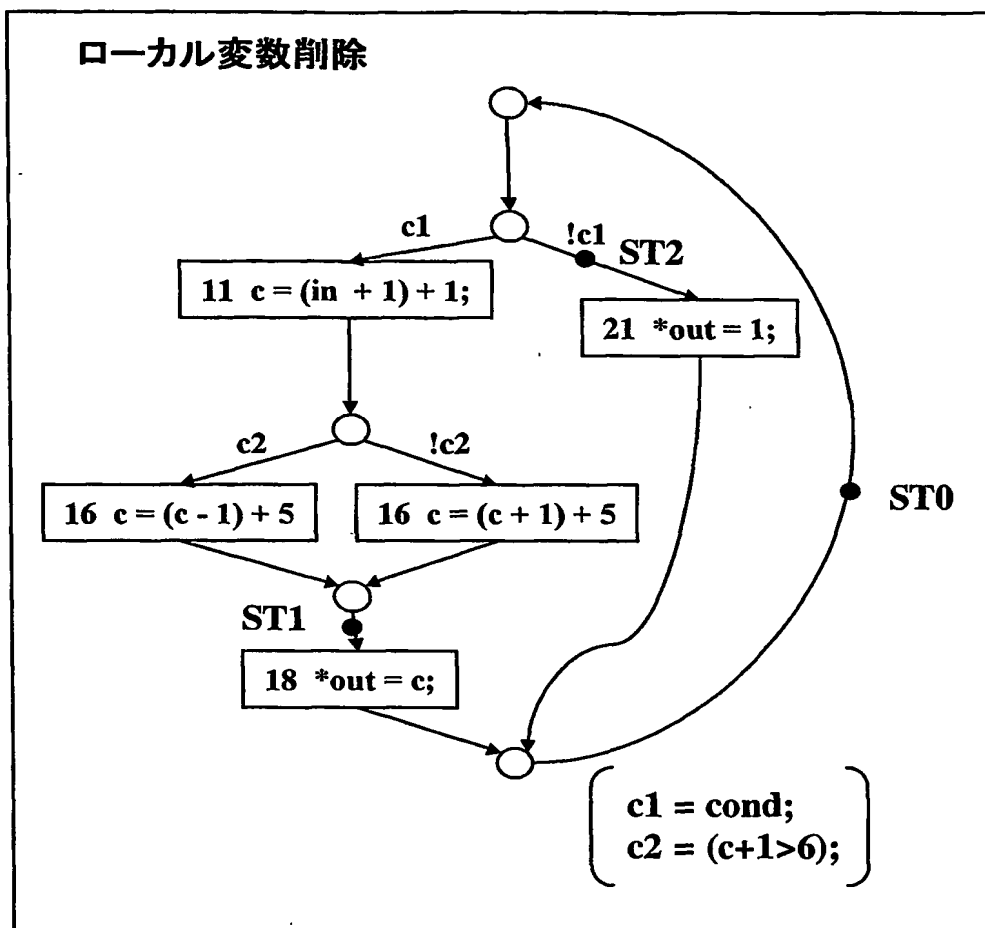 ローカル変数削除
c1
!c1
ST2
11 c = (in + 1) + 1;
21 *out = 1;
c2
!c2
16 c = (c - 1) + 5
16 c = (c + 1) + 5
ST0
ST1
18 *out = c;
c1 = cond;
c2 = (c+1>6);